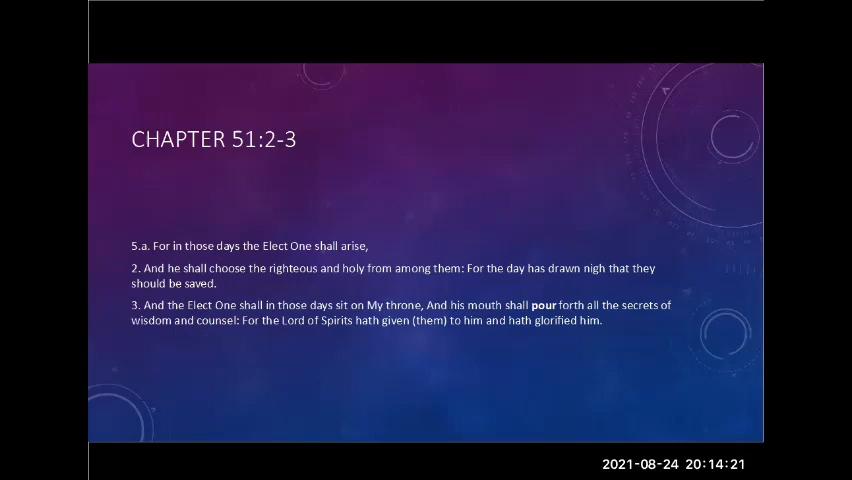 CHAPTER 51:2-3
5.a. For in those days the Elect One shall arise,
2. And he shall choose the righteous and holy from among them: For the day has drawn nigh that they
should be saved.
3. And the Elect One shall in those days sit on My throne, And his mouth shall pour forth all the secrets of
wisdom and counsel: For the Lord of Spirits hath given (them) to him and hath glorified him.
2021-08-24 20:14:21